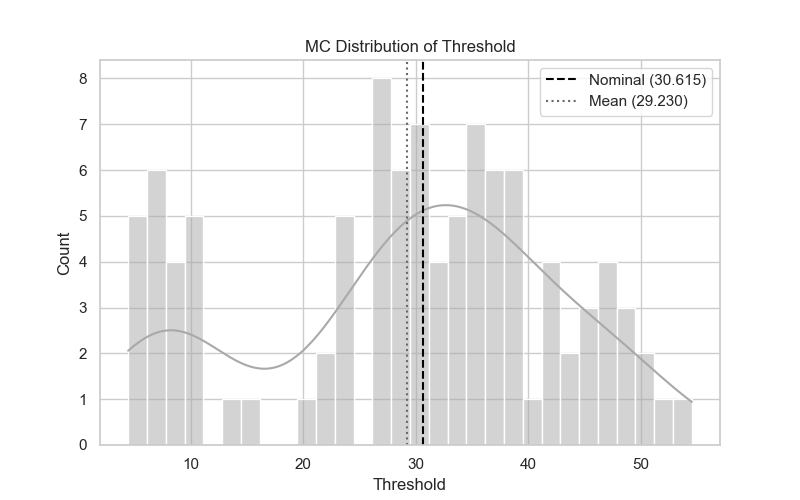 MC Distribution of Threshold
Nominal (30.615)
Mean (29.230)
8
7
6
5
4
3
2
1
0
Count
10 20 30 40 50
Threshold